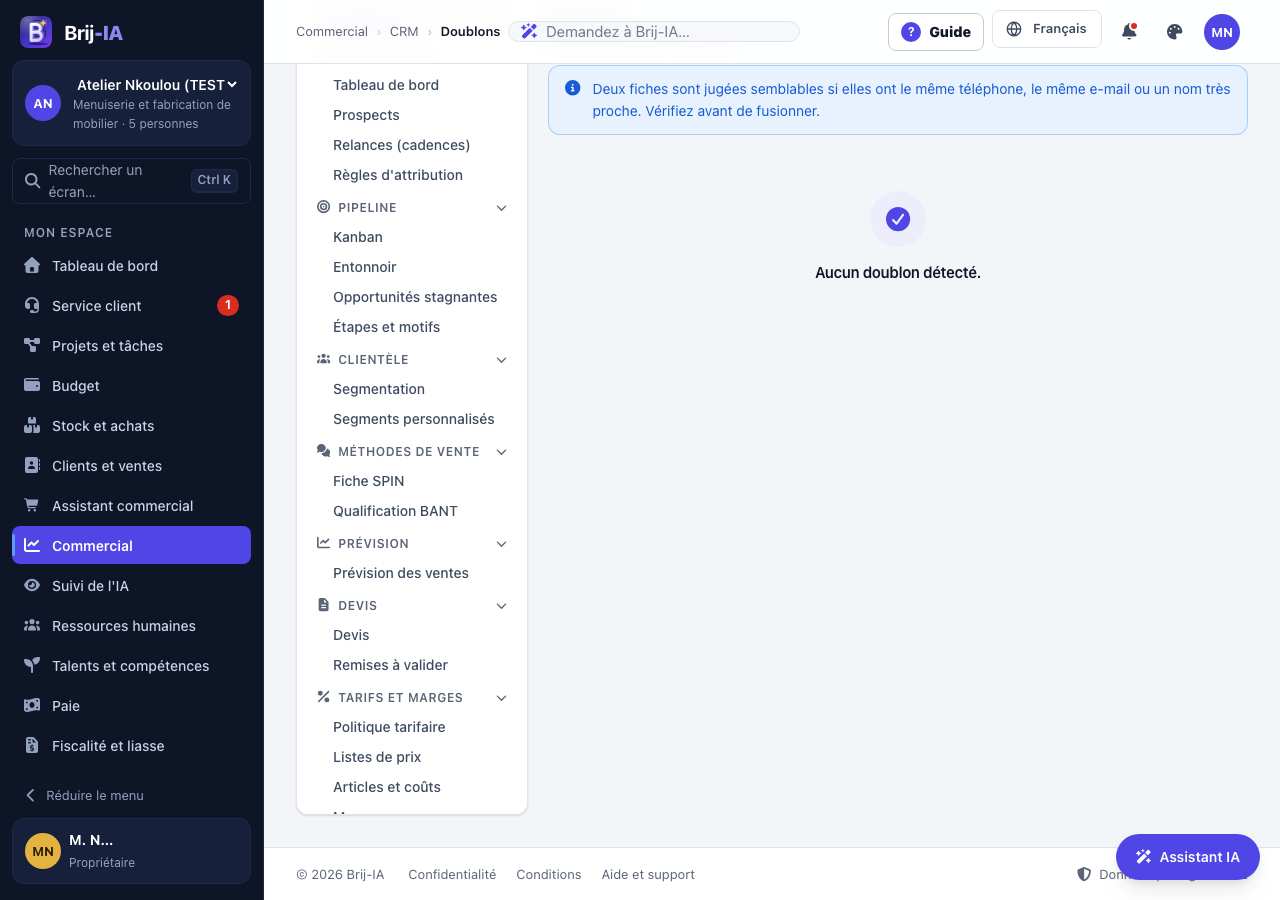 Brij-IA
Atelier Nkoulou (TEST
AN
Menuiserie et fabrication de
mobilier · 5 personnes
Rechercher un
écran...
Ctrl K
MON ESPACE
Tableau de bord
Service client
1
Projets et tâches
Budget
Stock et achats
Clients et ventes
Assistant commercial
Commercial
Suivi de l'IA
Ressources humaines
Talents et compétences
Paie
Fiscalité et liasse
Réduire le menu
MN
M. N...
Propriétaire
Commercial › CRM › Doublons
Demandez à Brij-IA...
? Guide
Français
MN
Tableau de bord
Prospects
Relances (cadences)
Règles d'attribution
PIPELINE
Kanban
Entonnoir
Opportunités stagnantes
Étapes et motifs
CLIENTÈLE
Segmentation
Segments personnalisés
MÉTHODES DE VENTE
Fiche SPIN
Qualification BANT
PRÉVISION
Prévision des ventes
DEVIS
Devis
Remises à valider
TARIFS ET MARGES
Politique tarifaire
Listes de prix
Articles et coûts
Deux fiches sont jugées semblables si elles ont le même téléphone, le même e-mail ou un nom très
proche. Vérifiez avant de fusionner.
Aucun doublon détecté.
© 2026 Brij-IA
Confidentialité
Conditions
Aide et support
Assistant IA